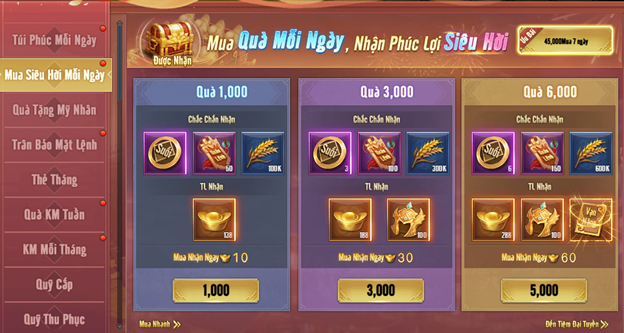 Túi Phúc Mỗi Ngày
Mua Siêu Hời Mỗi Ngày
Quà Tặng Mỹ Nhân
Trân Bảo Mật Lệnh
Thẻ Tháng
Quà KM Tuần
KM Mỗi Tháng
Quỹ Cấp
Quỹ Thu Phục
Được Nhận
Mua Quà Mỗi Ngày, Nhận Phúc Lợi Siêu Hời
Ưu Đãi
45,000Mua 7 ngày
Quà 1,000
Chắc Chắn Nhận
50
100K
TL Nhận
138
Mua Nhận Ngay 10
1,000
Quà 3,000
Chắc Chắn Nhận
3
100
300K
TL Nhận
188
100
Mua Nhận Ngay 30
3,000
Quà 6,000
Chắc Chắn Nhận
6
150
600K
TL Nhận
288
100
Vạn Năng
Mua Nhận Ngay 60
5,000
Mua Nhanh
Đến Tiệm Đại Tuyển